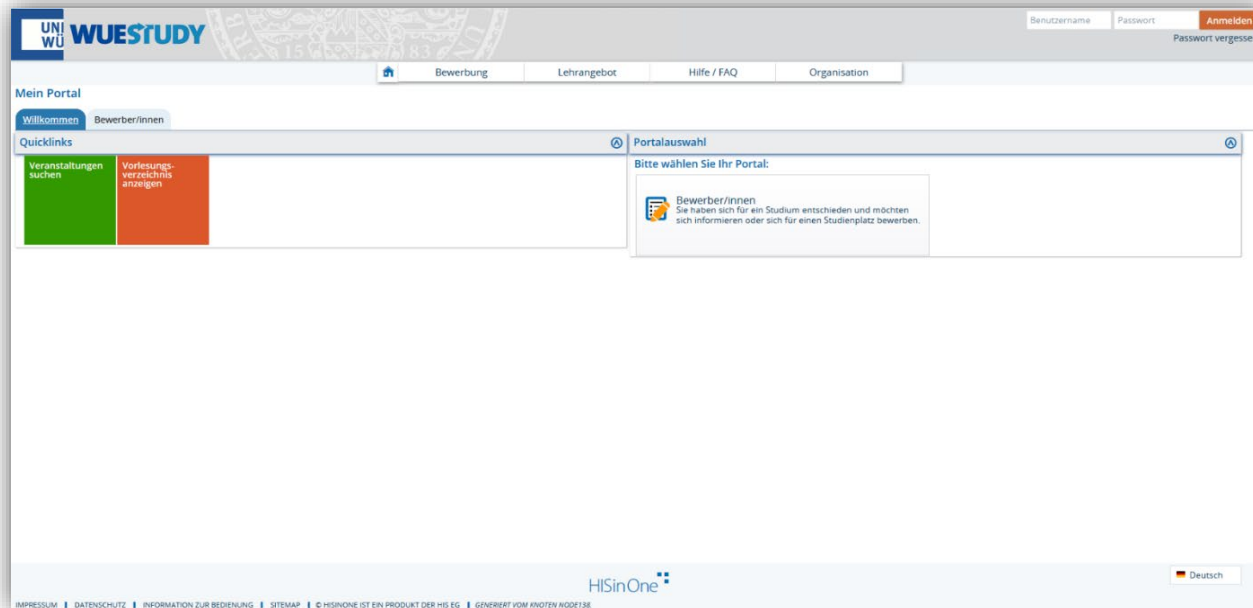 UNI
WÜ
WUESTUDY
Benutzername
Passwort
Anmelden
Passwort vergesse
15 83
Bewerbung
Lehrangebot
Hilfe / FAQ
Organisation
Mein Portal
Willkommen
Bewerber/innen
Quicklinks
Veranstaltungen
suchen
Vorlesungs-
verzeichnis
anzeigen
Portalauswahl
Bitte wählen Sie Ihr Portal:
Bewerber/innen
Sie haben sich für ein Studium entschieden und möchten
sich informieren oder sich für einen Studienplatz bewerben.
HISinOne
Deutsch
IMPRESSUM | DATENSCHUTZ | INFORMATION ZUR BEDIENUNG | SITEMAP | © HISINONE IST EIN PRODUKT DER HIS EG | GENERIERT VOM KNOTEN NODE138.